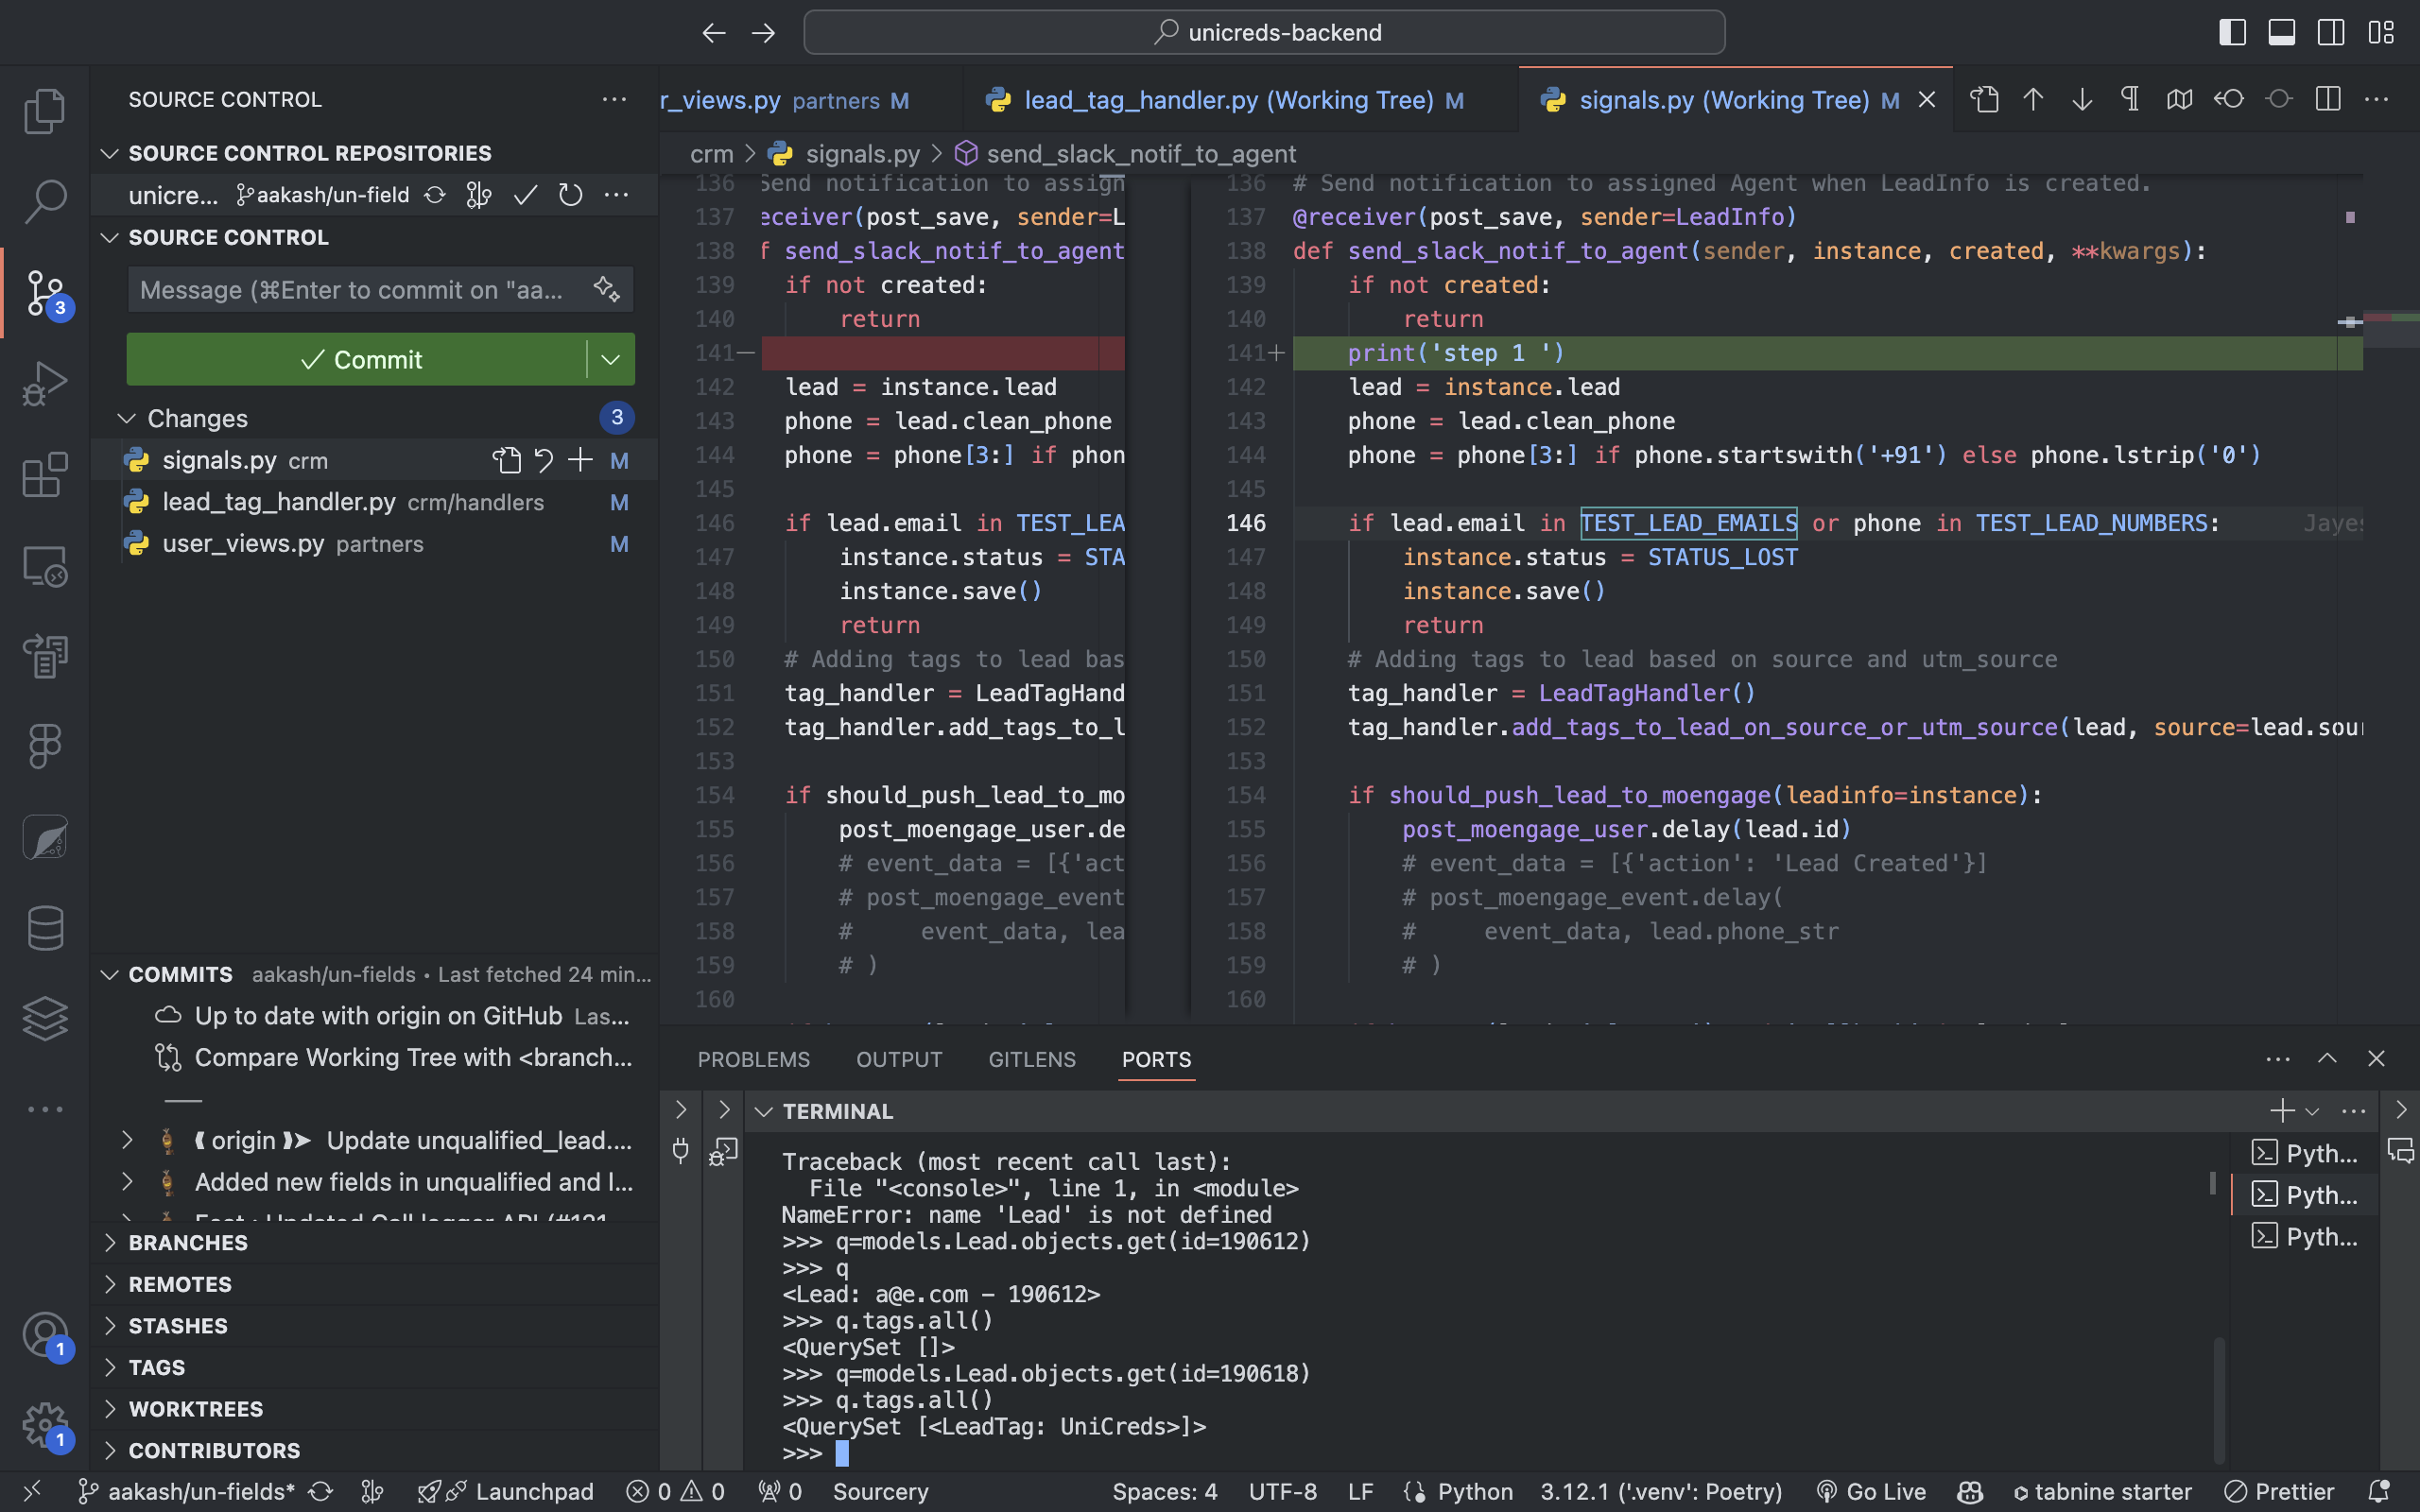 unicreds-backend
SOURCE CONTROL
SOURCE CONTROL REPOSITORIES
unicre... aakash/un-field
SOURCE CONTROL
Message (⌘Enter to commit on "aa...
Commit
Changes 3
signals.py crm M
lead_tag_handler.py crm/handlers M
user_views.py partners M
3
COMMITS aakash/un-fields • Last fetched 24 min...
Up to date with origin on GitHub Las...
Compare Working Tree with <branch...
origin Update unqualified_lead....
Added new fields in unqualified and l...
BRANCHES
REMOTES
STASHES
TAGS
WORKTREES
CONTRIBUTORS
1
1
r_views.py partners M
lead_tag_handler.py (Working Tree) M
signals.py (Working Tree) M
crm > signals.py > send_slack_notif_to_agent
136 Send notification to assign
137 eceiver(post_save, sender=L
138 f send_slack_notif_to_agent
139 if not created:
140 return
141—
142 lead = instance.lead
143 phone = lead.clean_phone
144 phone = phone[3:] if phon
145
146 if lead.email in TEST_LEA
147 instance.status = STA
148 instance.save()
149 return
150 # Adding tags to lead bas
151 tag_handler = LeadTagHand
152 tag_handler.add_tags_to_l
153
154 if should_push_lead_to_mo
155 post_moengage_user.de
156 # event_data = [{'act
157 # post_moengage_event
158 #     event_data, lea
159 # )
160
136 # Send notification to assigned Agent when LeadInfo is created.
137 @receiver(post_save, sender=LeadInfo)
138 def send_slack_notif_to_agent(sender, instance, created, **kwargs):
139 if not created:
140 return
141+ print('step 1 ')
142 lead = instance.lead
143 phone = lead.clean_phone
144 phone = phone[3:] if phone.startswith('+91') else phone.lstrip('0')
145
146 if lead.email in TEST_LEAD_EMAILS or phone in TEST_LEAD_NUMBERS: Jayes
147 instance.status = STATUS_LOST
148 instance.save()
149 return
150 # Adding tags to lead based on source and utm_source
151 tag_handler = LeadTagHandler()
152 tag_handler.add_tags_to_lead_on_source_or_utm_source(lead, source=lead.sour
153
154 if should_push_lead_to_moengage(leadinfo=instance):
155 post_moengage_user.delay(lead.id)
156 # event_data = [{'action': 'Lead Created'}]
157 # post_moengage_event.delay(
158 #     event_data, lead.phone_str
159 # )
160
PROBLEMS OUTPUT GITLENS PORTS
TERMINAL
Traceback (most recent call last):
  File "<console>", line 1, in <module>
NameError: name 'Lead' is not defined
>>> q=models.Lead.objects.get(id=190612)
>>> q
<Lead: a@e.com - 190612>
>>> q.tags.all()
<QuerySet []>
>>> q=models.Lead.objects.get(id=190618)
>>> q.tags.all()
<QuerySet [<LeadTag: UniCreds>]>
>>>
Pyth...
Pyth...
Pyth...
aakash/un-fields* Launchpad 0 0 0 Sourcery Spaces: 4 UTF-8 LF Python 3.12.1 ('.venv': Poetry) Go Live tabnine starter Prettier